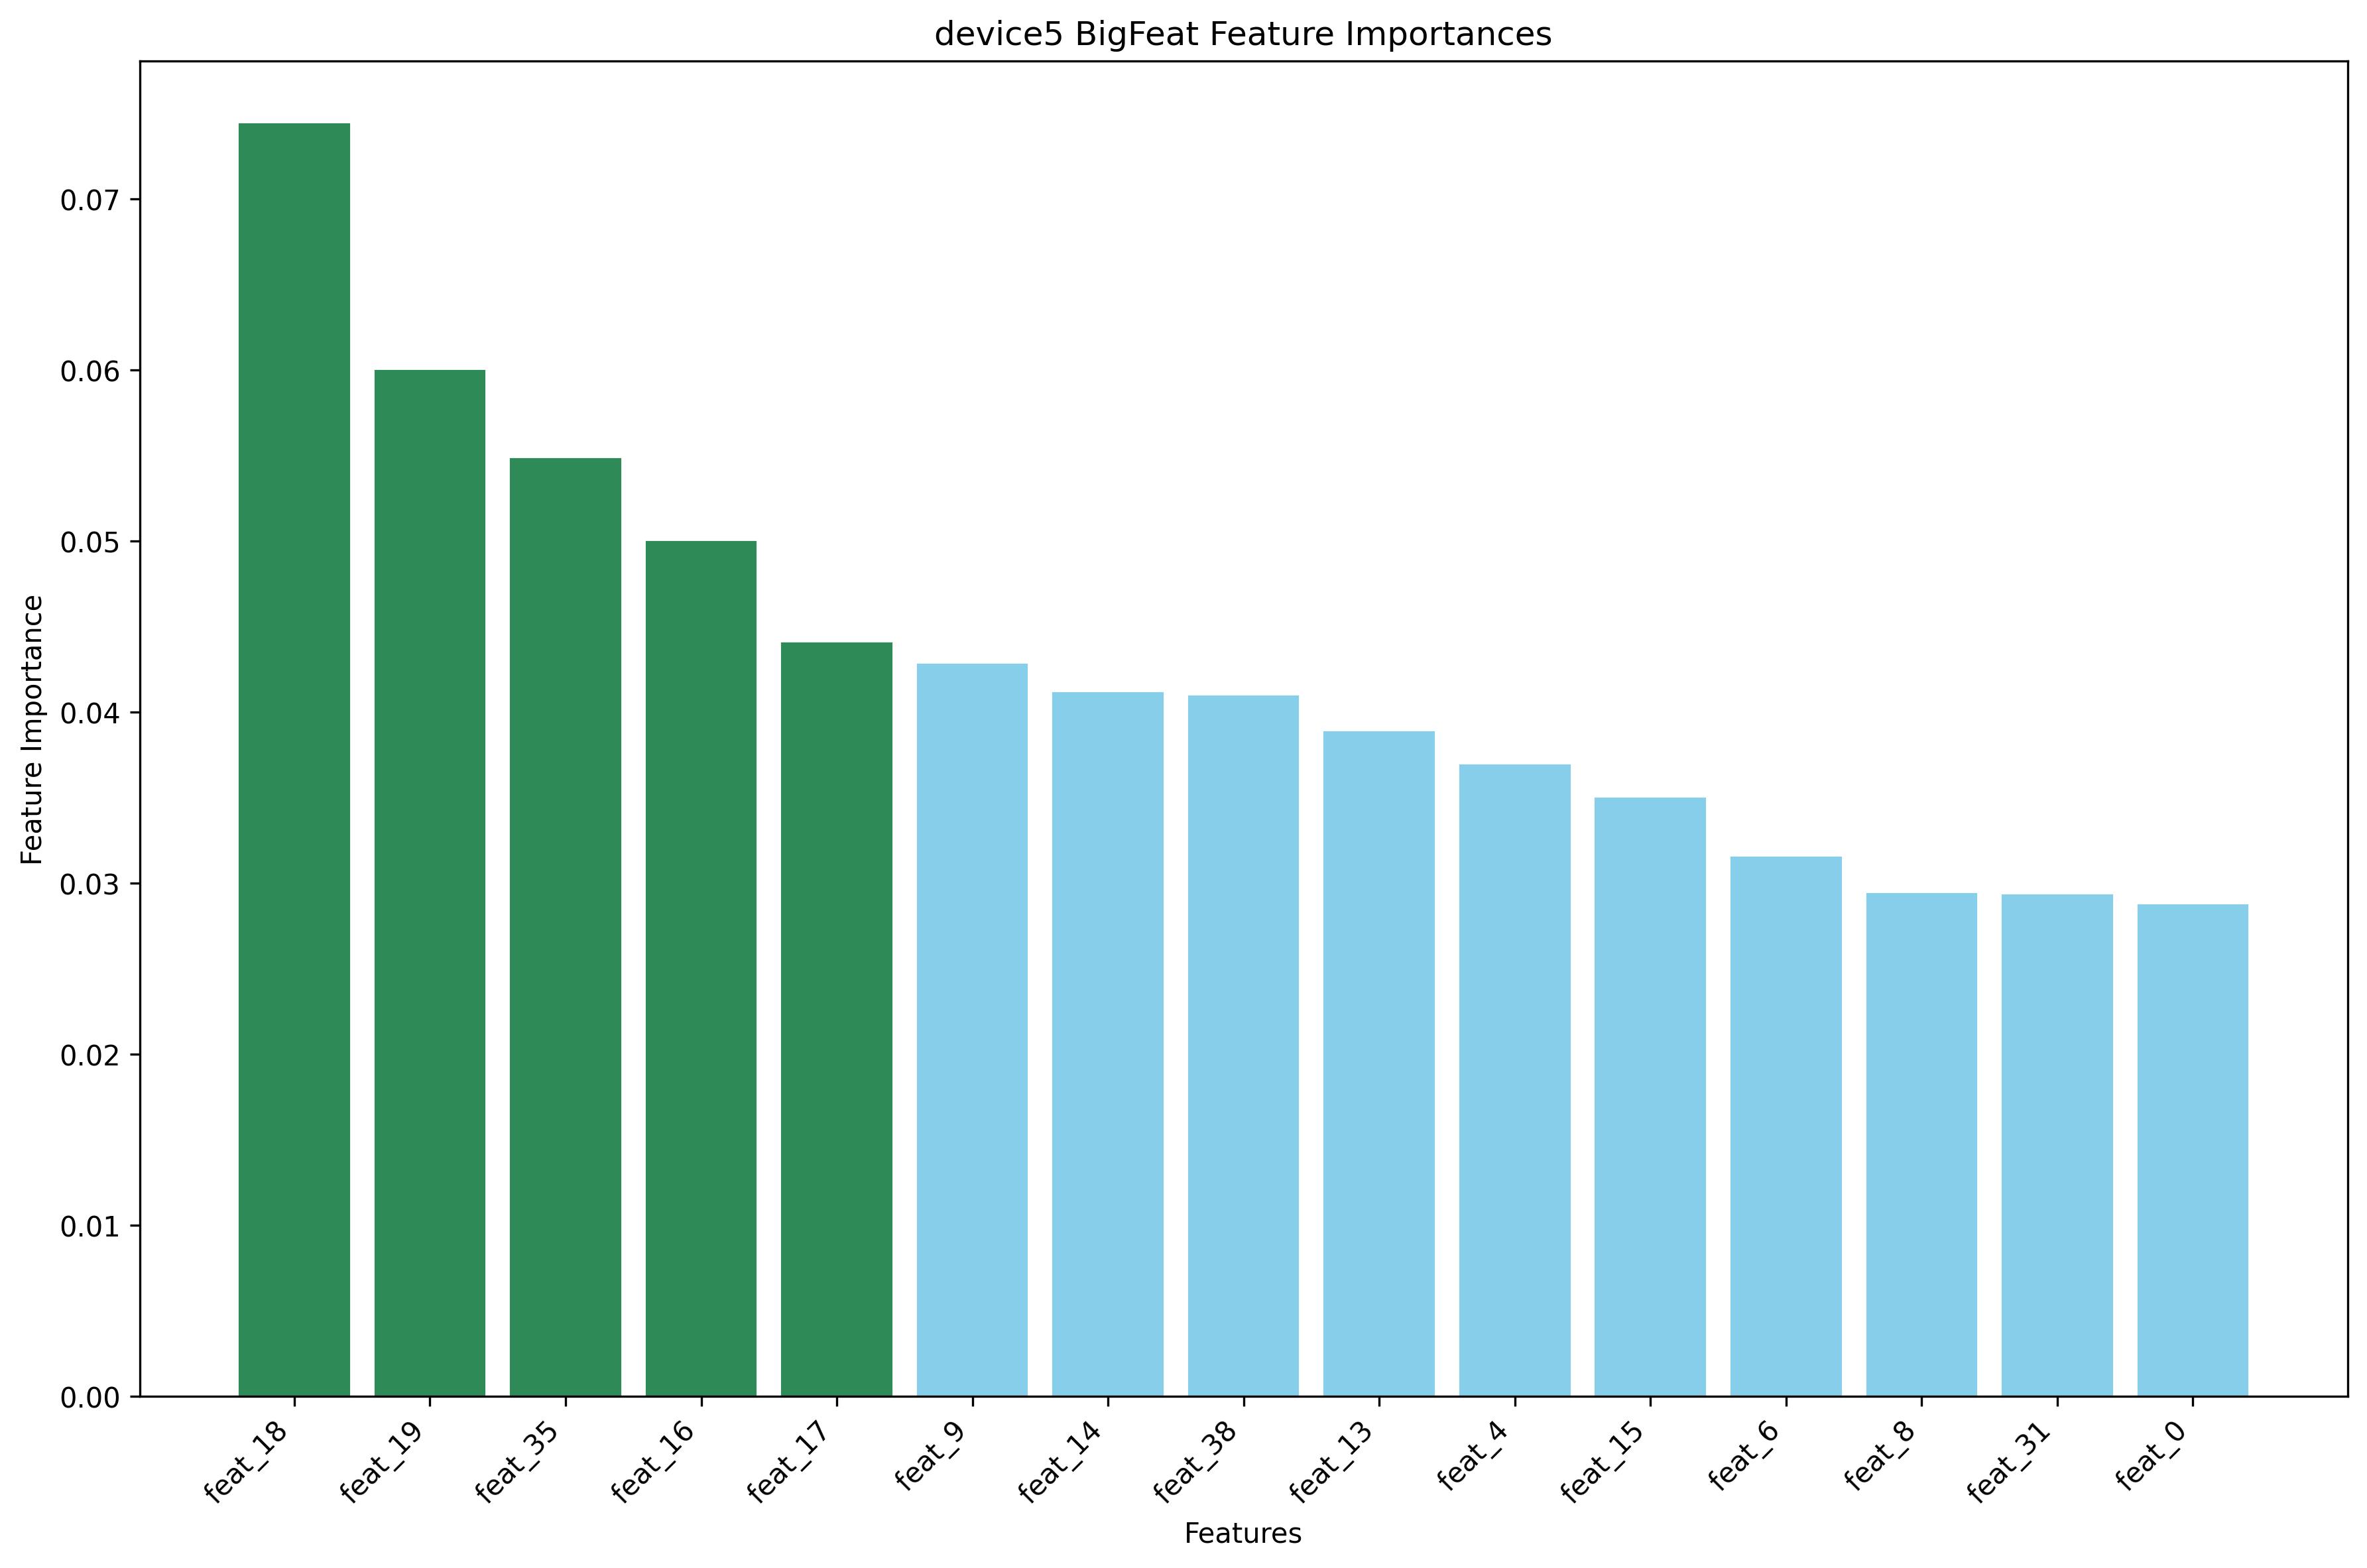 device5 BigFeat Feature Importances
Feature Importance
0.07
0.06
0.05
0.04
0.03
0.02
0.01
0.00
feat_18
feat_19
feat_35
feat_16
feat_17
feat_9
feat_14
feat_38
feat_13
feat_4
feat_15
feat_6
feat_8
feat_31
feat_0
Features